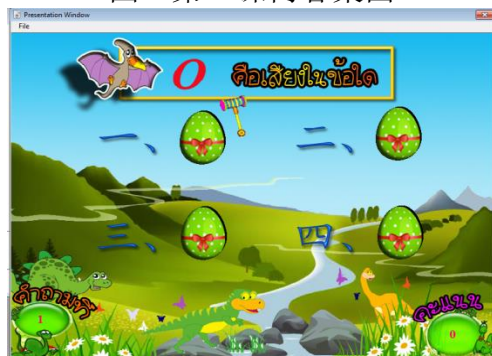 Presentation Window
File
O คือเสียงในข้อใด
一、 二、
三、 四、
คำถามที่
1
คะแนน
0